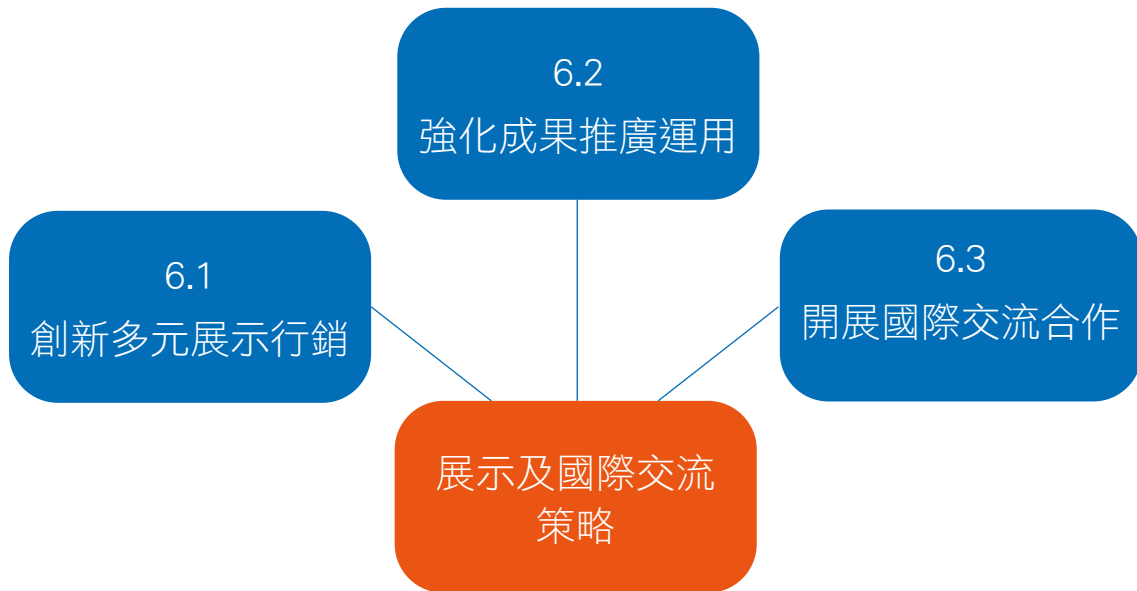 6.2
強化成果推廣運用
6.1
創新多元展示行銷
6.3
開展國際交流合作
展示及國際交流
策略